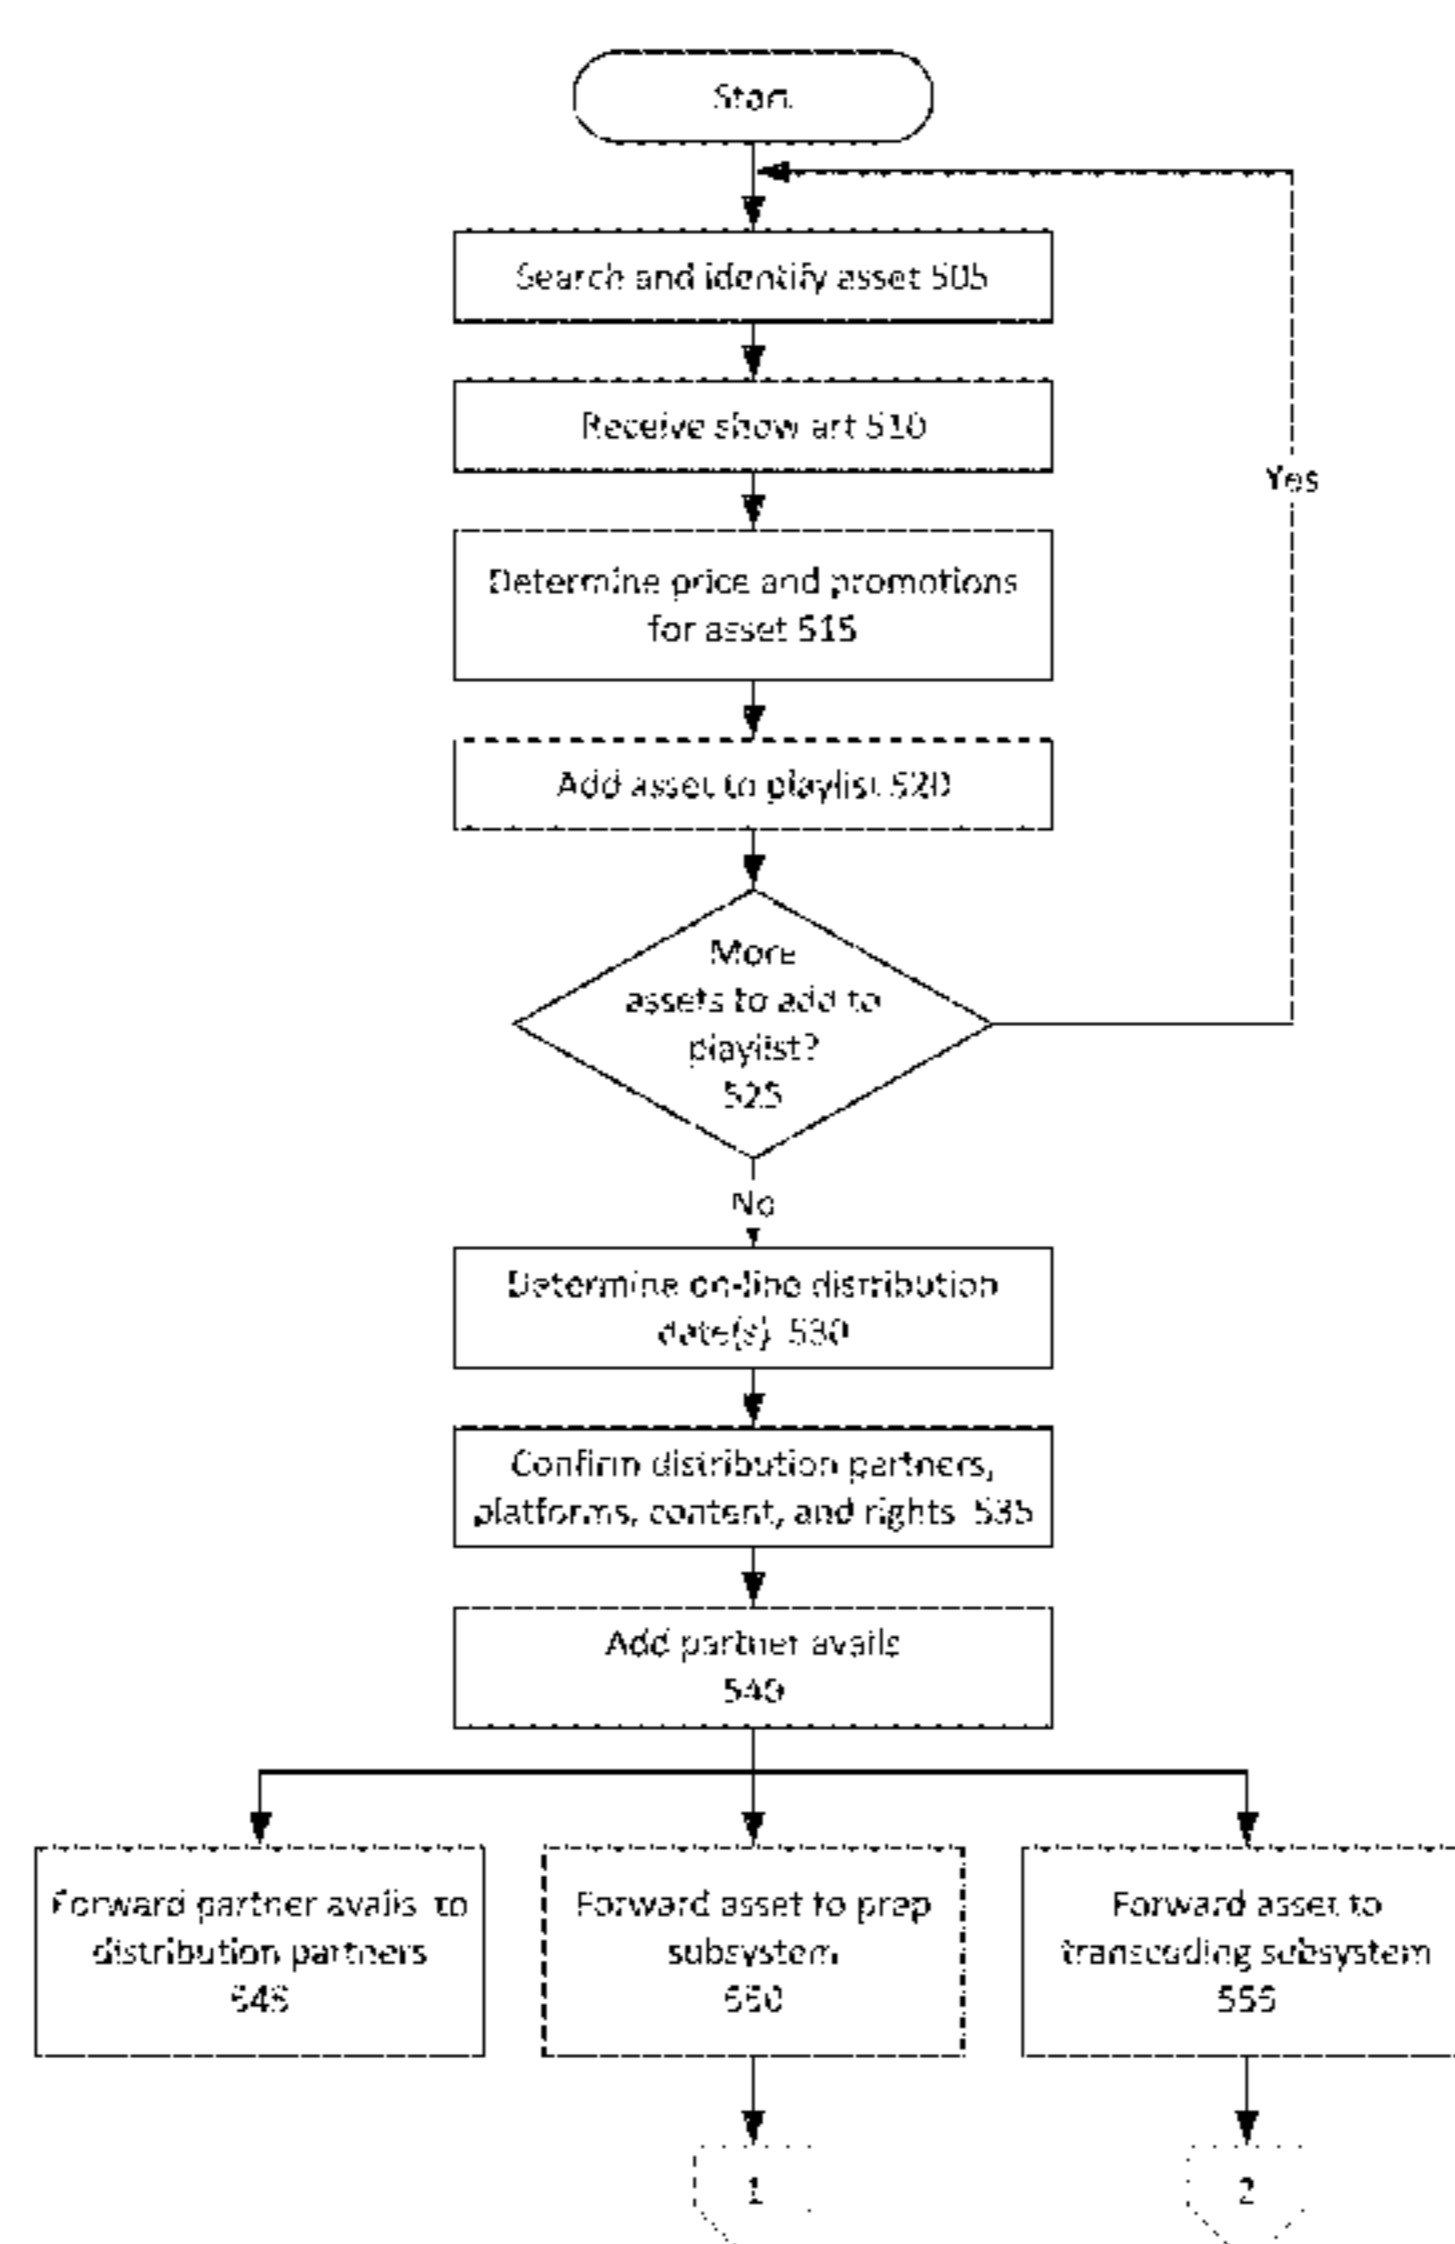 Start
Search and identify asset 505
Receive show art 510
Yes
Determine price and promotions
for asset 515
Add asset to playlist 520
More
assets to add to
playlist?
525
No
Determine on-line distribution
date(s) 530
Confirm distribution partners,
platforms, content, and rights 535
Add partner avails
540
Forward partner avails to
distribution partners
545
Forward asset to prep
subsystem
550
Forward asset to
transcoding subsystem
555
1
2